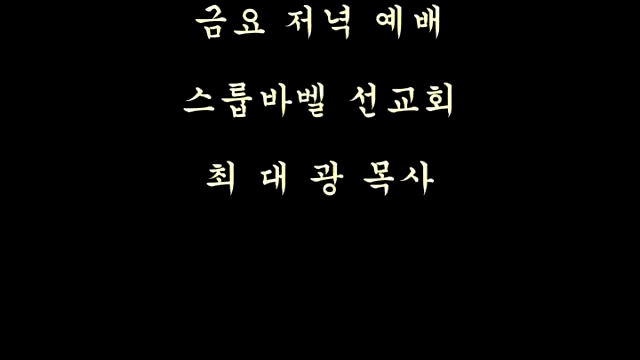 금요 저녁 예배
스룹바벨 선교회
최 대 광 목사